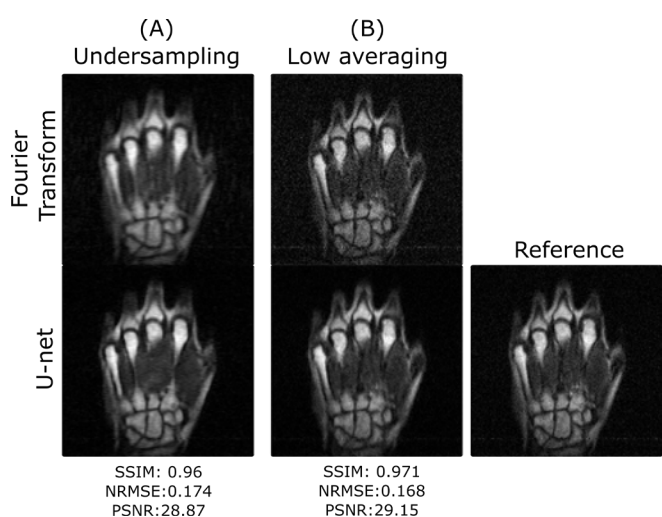 (A)
Undersampling
(B)
Low averaging
Fourier
Transform
Reference
U-net
SSIM: 0.96
NRMSE:0.174
PSNR:28.87
SSIM: 0.971
NRMSE:0.168
PSNR:29.15